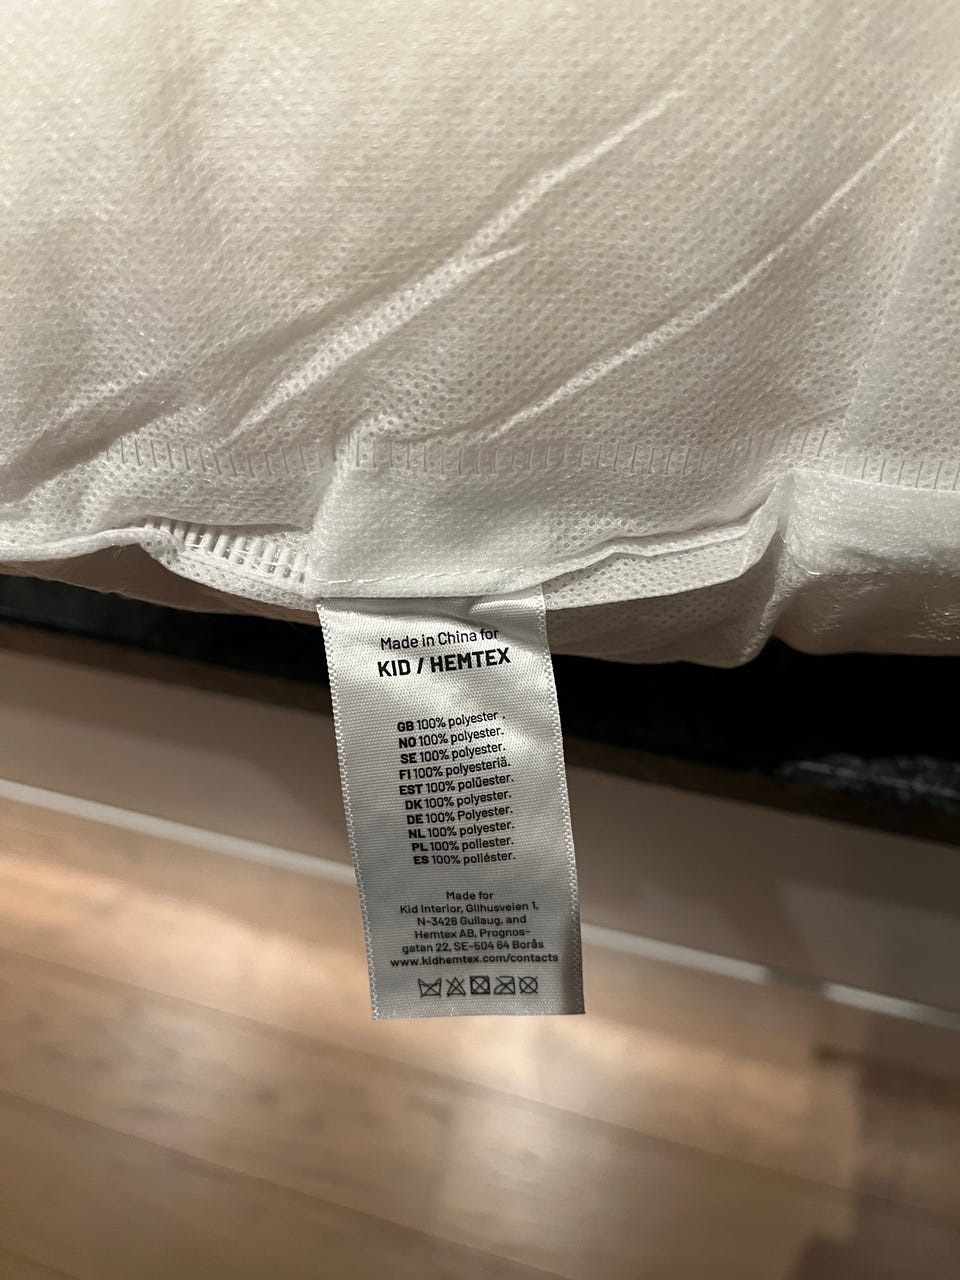 Made in China for
KID / HEMTEX
GB 100% polyester .
NO 100% polyester.
SE 100% polyester.
FI 100% polyesteriä.
EST 100% polüester.
DK 100% polyester.
DE 100% Polyester.
NL 100% polyester.
PL 100% poliester.
ES 100% poliéster.
Made for
Kid Interior, Gilhusveien 1,
N-3426 Gullaug, and
Hemtex AB, Prognos-
gatan 22, SE-504 64 Borås
www.kidhemtex.com/contacts